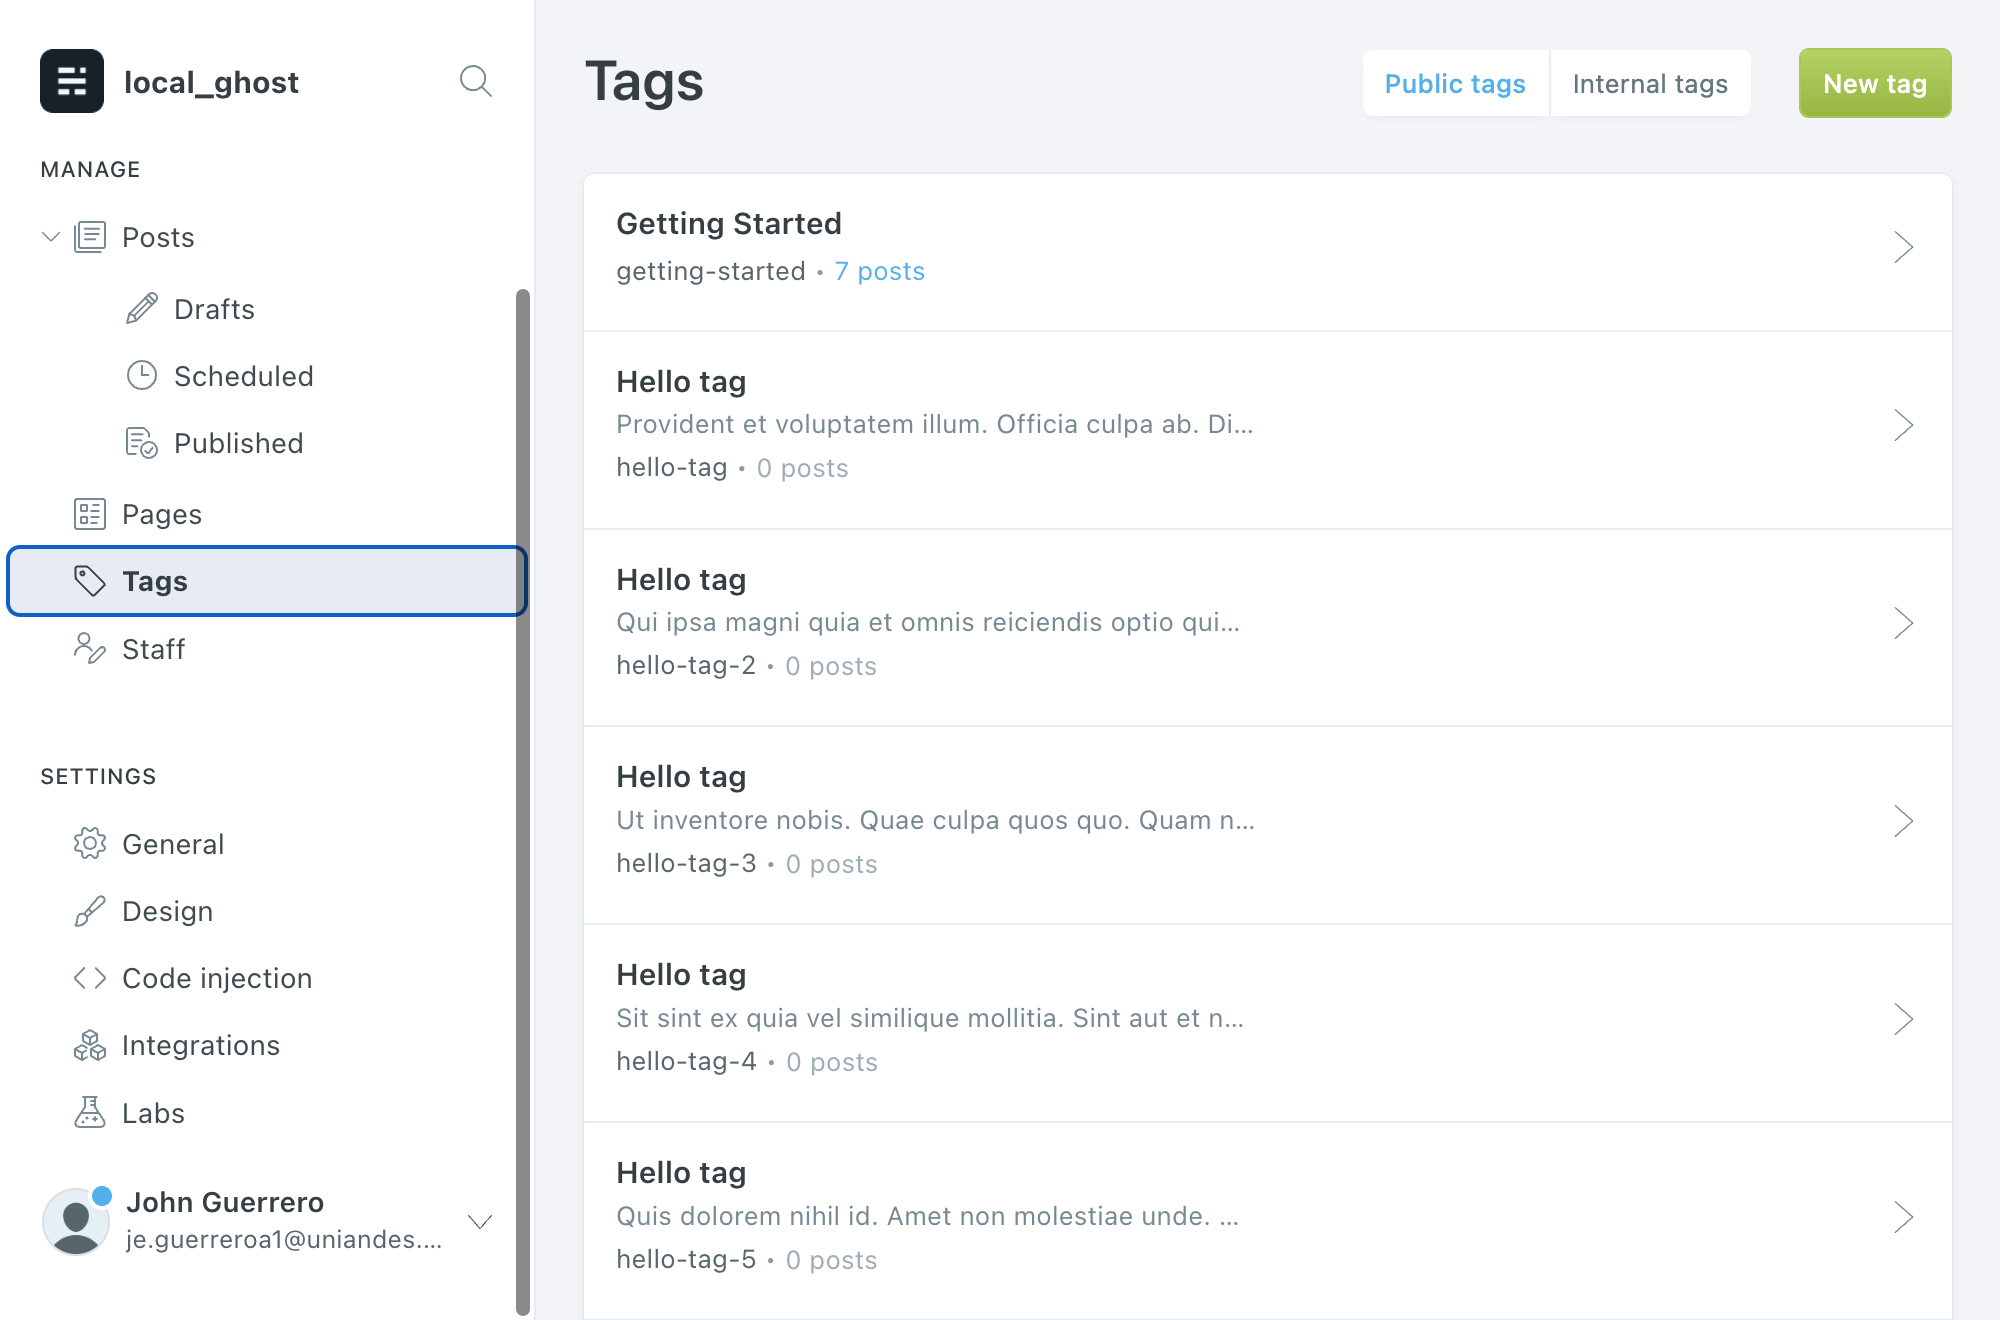 local_ghost
MANAGE
Posts
Drafts
Scheduled
Published
Pages
Tags
Staff
SETTINGS
General
Design
Code injection
Integrations
Labs
John Guerrero
je.guerreroa1@uniandes....
Tags
Public tags
Internal tags
New tag
Getting Started
getting-started • 7 posts
Hello tag
Provident et voluptatem illum. Officia culpa ab. Di...
hello-tag • 0 posts
Hello tag
Qui ipsa magni quia et omnis reiciendis optio qui...
hello-tag-2 • 0 posts
Hello tag
Ut inventore nobis. Quae culpa quos quo. Quam n...
hello-tag-3 • 0 posts
Hello tag
Sit sint ex quia vel similique mollitia. Sint aut et n...
hello-tag-4 • 0 posts
Hello tag
Quis dolorem nihil id. Amet non molestiae unde. ...
hello-tag-5 • 0 posts